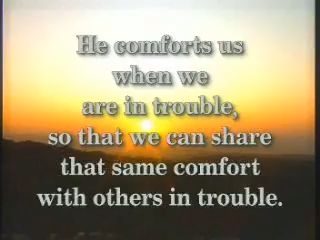 He comforts us
when we
are in trouble,
so that we can share
that same comfort
with others in trouble.